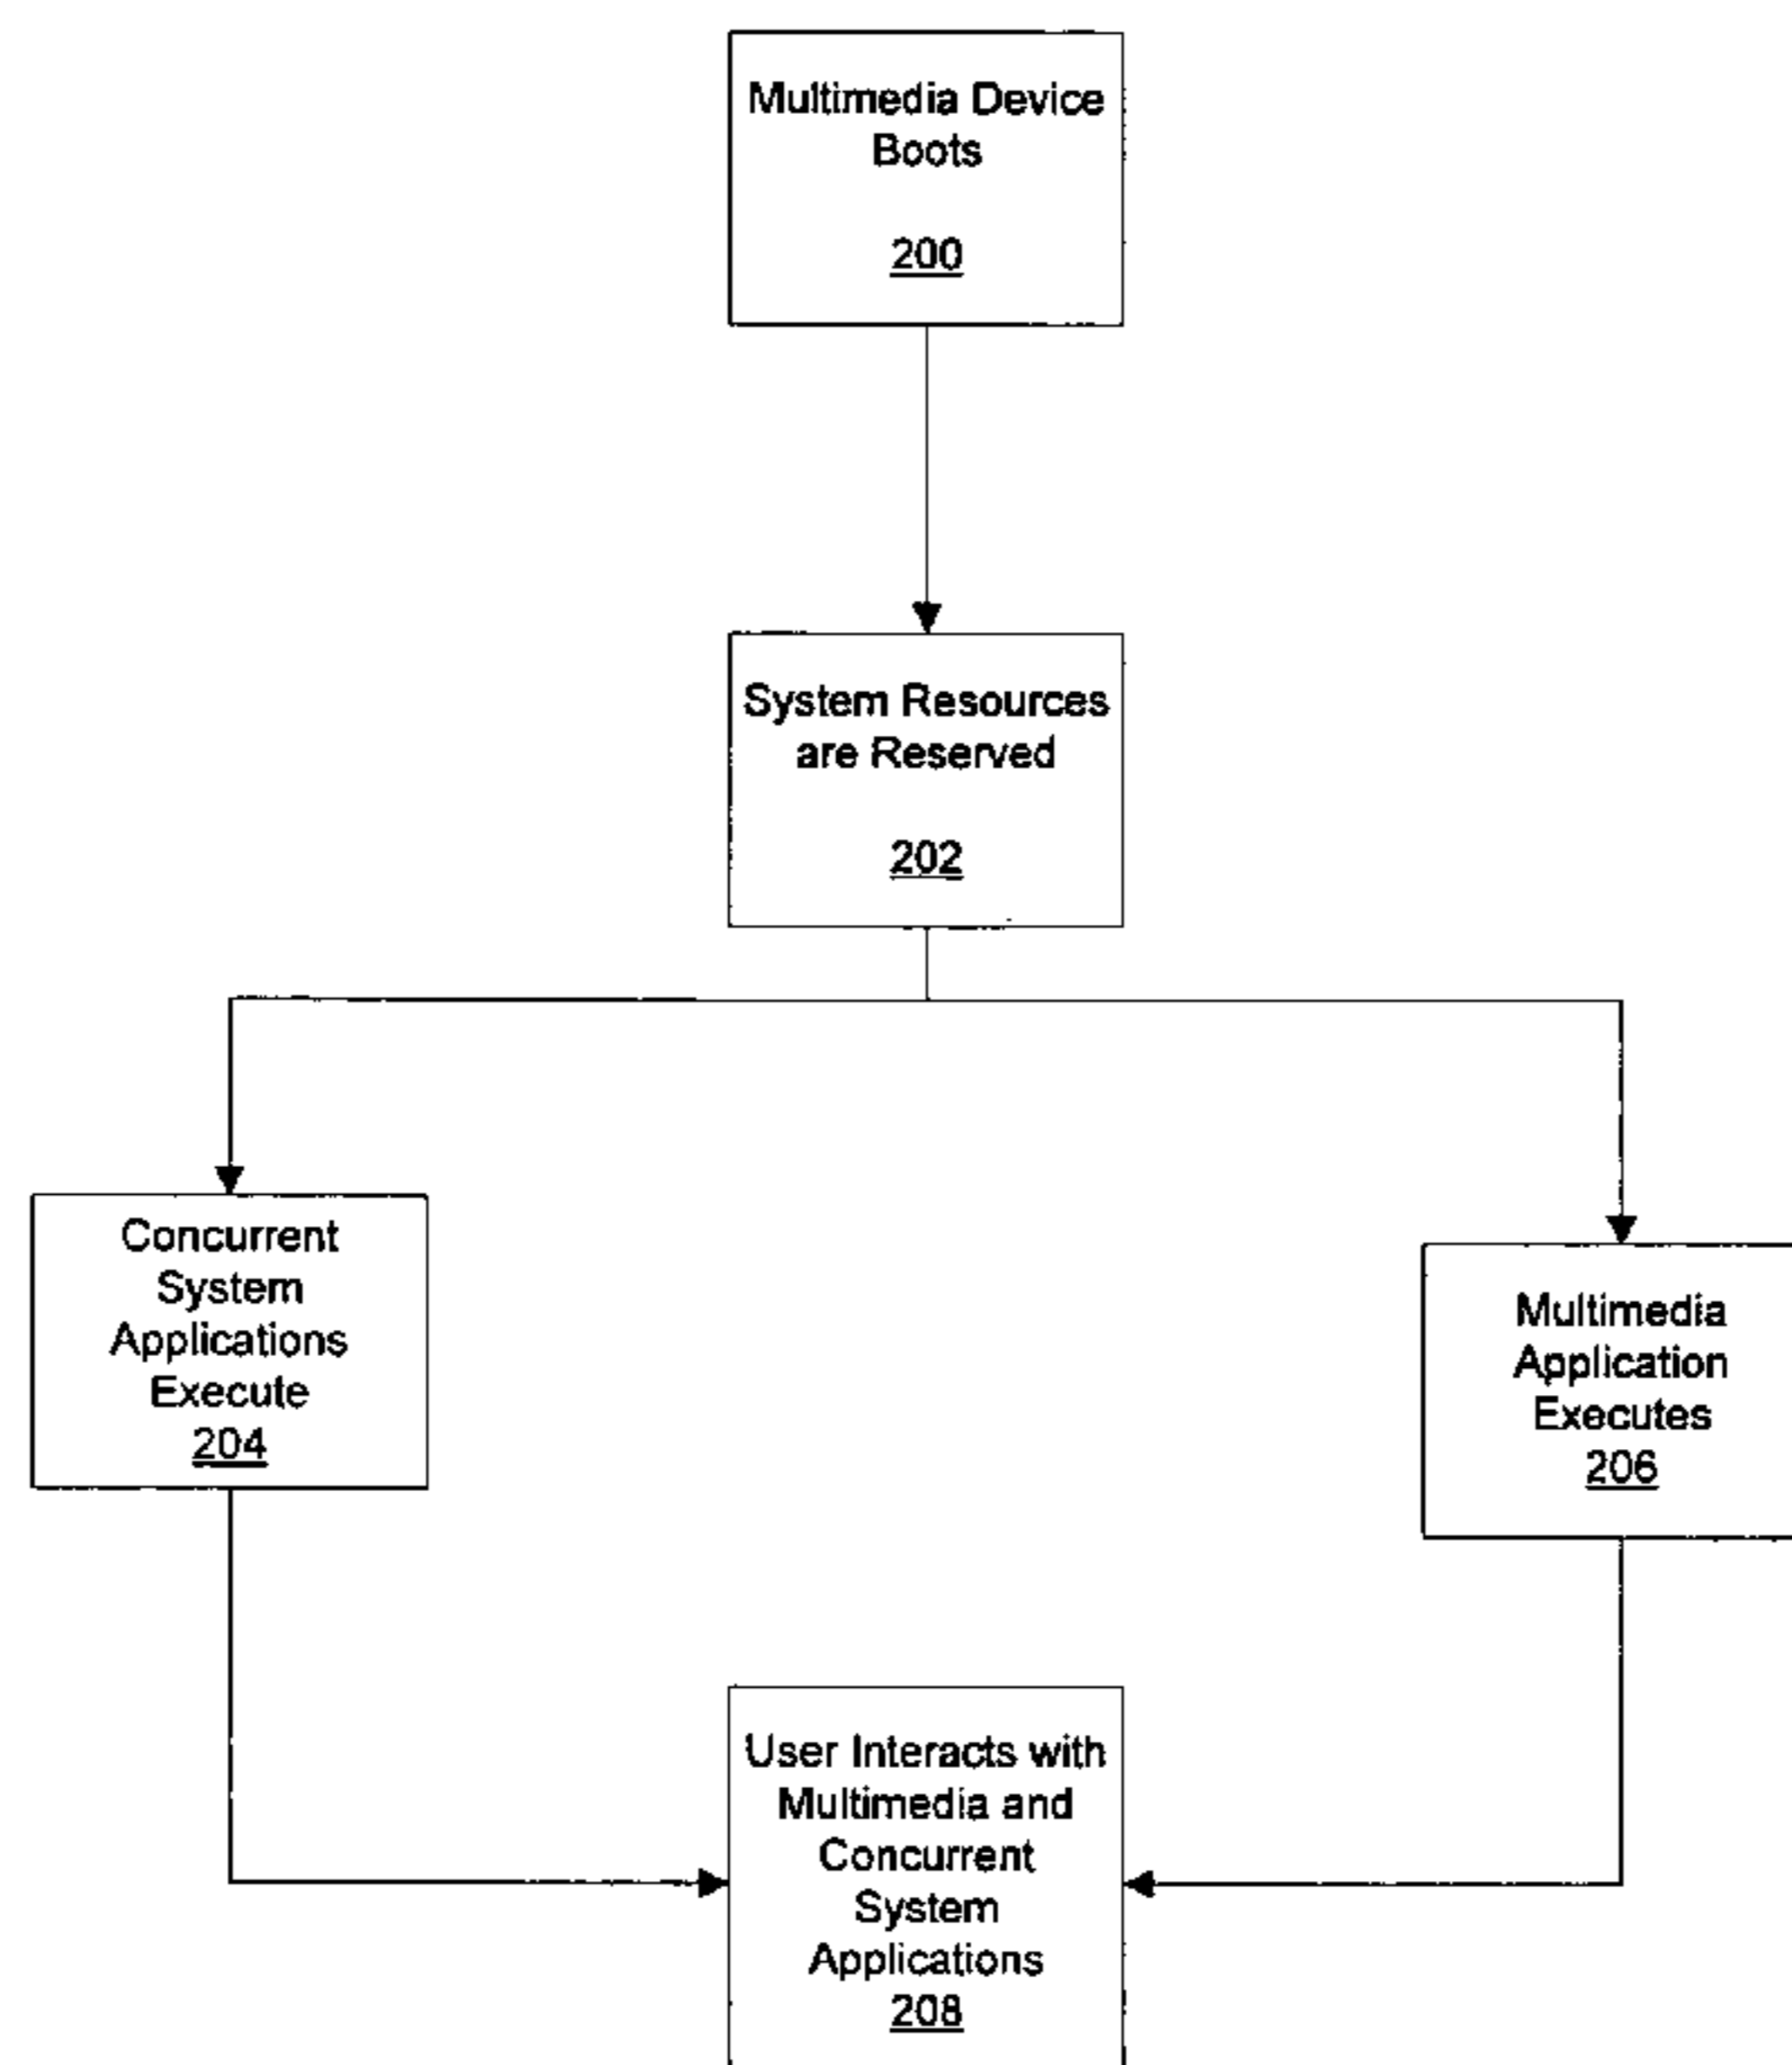 Multimedia Device
Boots
200
System Resources
are Reserved
202
Concurrent
System
Applications
Execute
204
Multimedia
Application
Executes
206
User Interacts with
Multimedia and
Concurrent
System
Applications
208